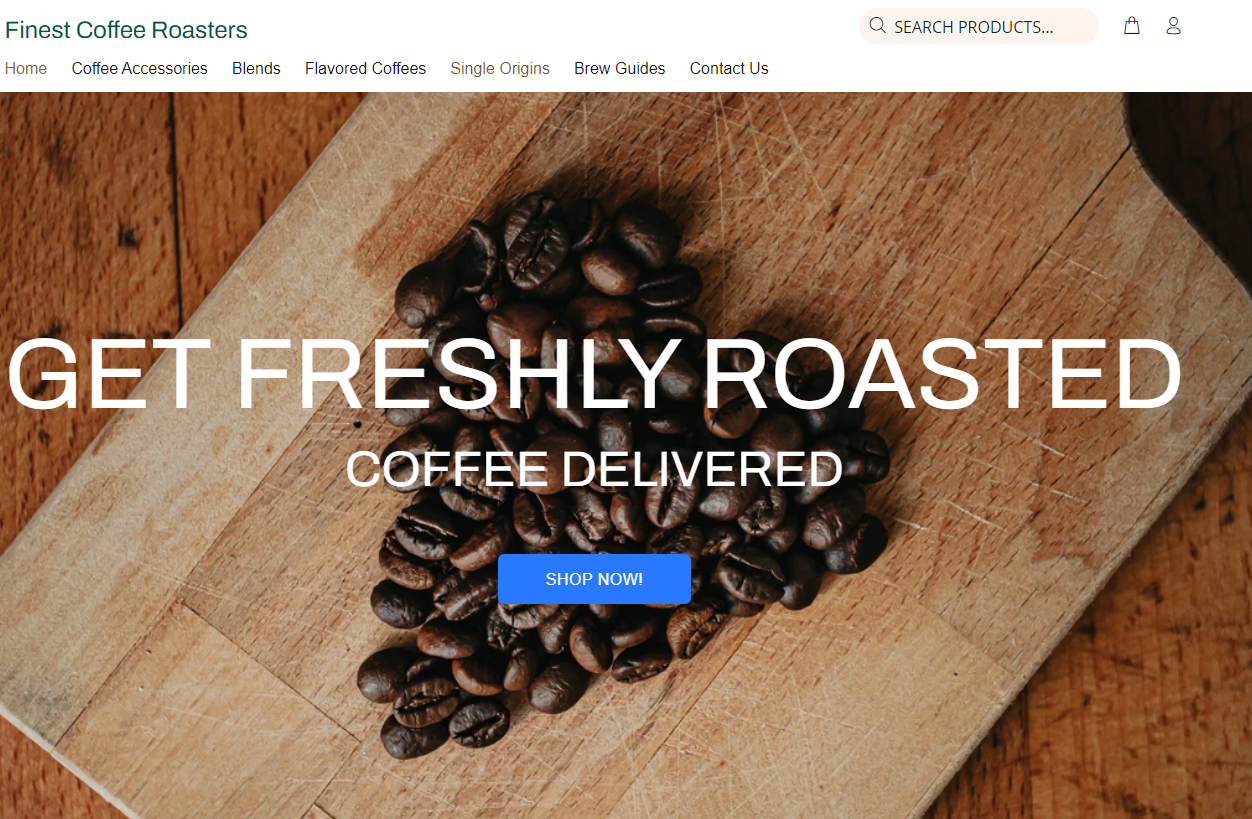 Finest Coffee Roasters
SEARCH PRODUCTS...
Home Coffee Accessories Blends Flavored Coffees Single Origins Brew Guides Contact Us
GET FRESHLY ROASTED
COFFEE DELIVERED
SHOP NOW!